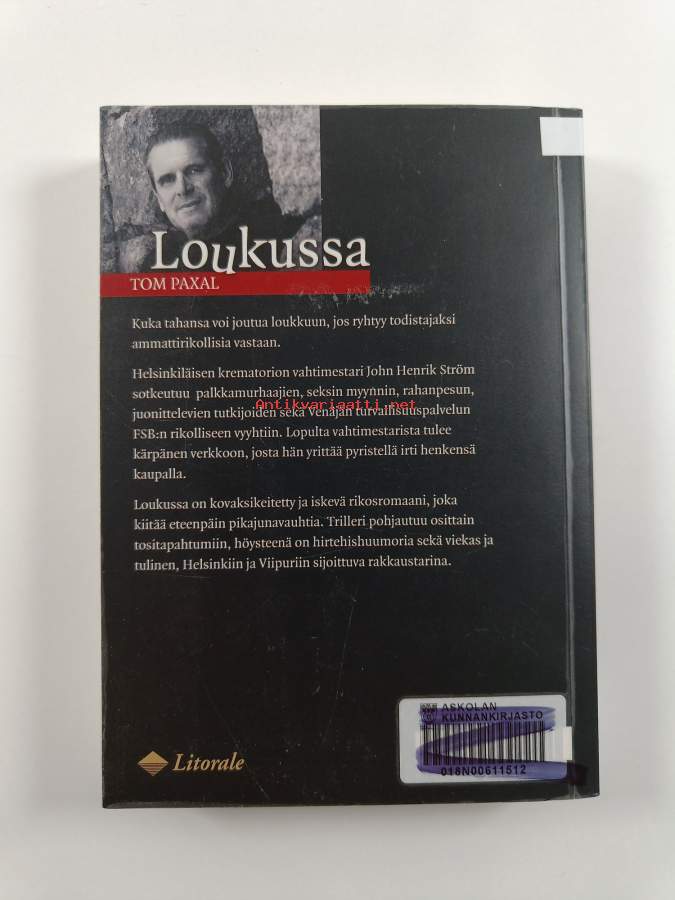 Loukussa
TOM PAXAL
Kuka tahansa voi joutua loukkuun, jos ryhtyy todistajaksi
ammattirikollisia vastaan.
Helsinkiläisen krematorion vahtimestari John Henrik Ström
sotkeutuu palkkamurhaajien, seksin myynnin, rahanpesun,
Antikvariaatti.net
juonittelevien tutkijoiden sekä Venäjän turvallisuuspalvelun
FSB:n rikolliseen vyyhtiin. Lopulta vahtimestarista tulee
kärpänen verkkoon, josta hän yrittää pyristellä irti henkensä
kaupalla.
Loukussa on kovaksikeitetty ja iskevä rikosromaani, joka
kiitää eteenpäin pikajunavauhtia. Trilleri pohjautuu osittain
tositapahtumiin, höysteenä on hirtehishuumoria sekä viekas ja
tulinen, Helsinkiin ja Viipuriin sijoittuva rakkaustarina.
ASKOLAN
KUNNANKIRJASTO
018N00611512
Litorale